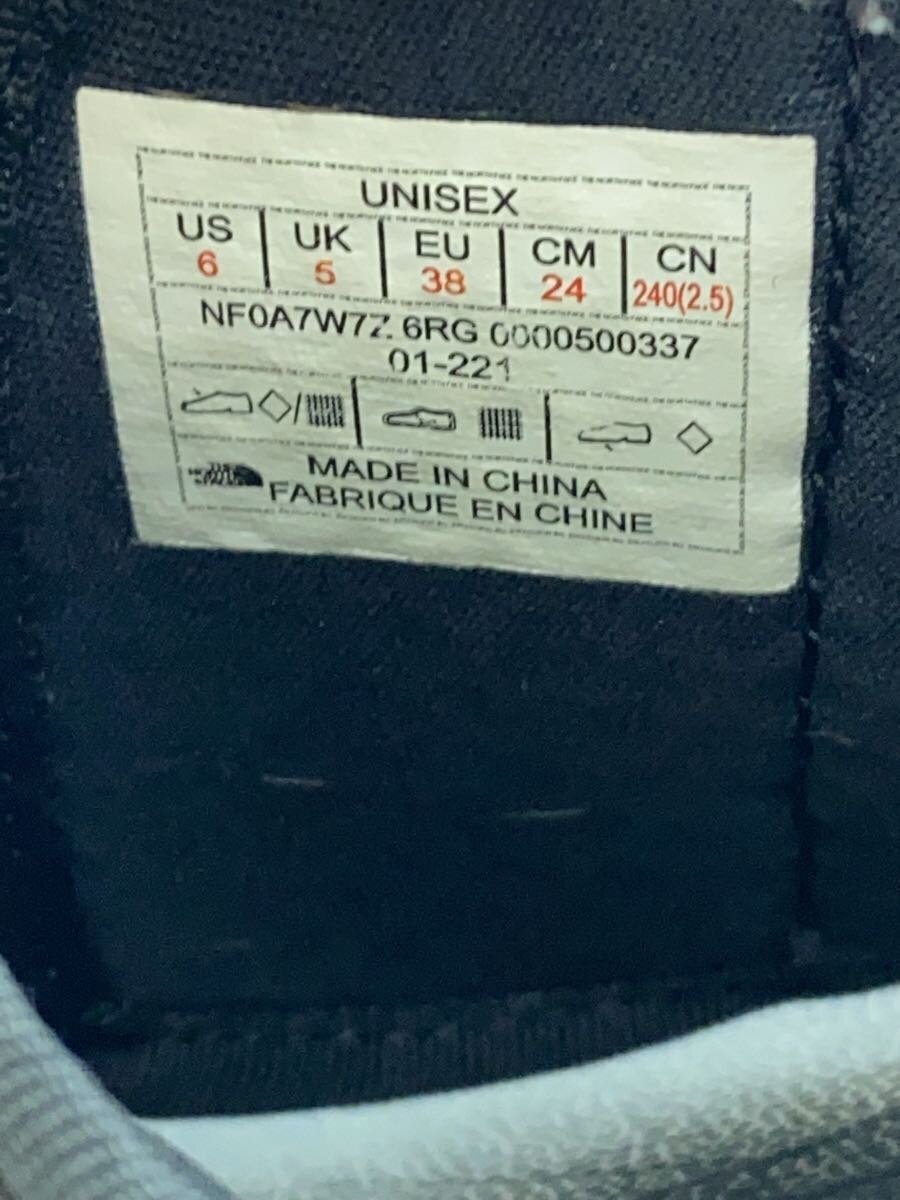 UNISEX
US UK EU CM CN
6 5 38 24 240(2.5)
NF0A7W7Z 6RG 0000500337
01-221
MADE IN CHINA
FABRIQUE EN CHINE